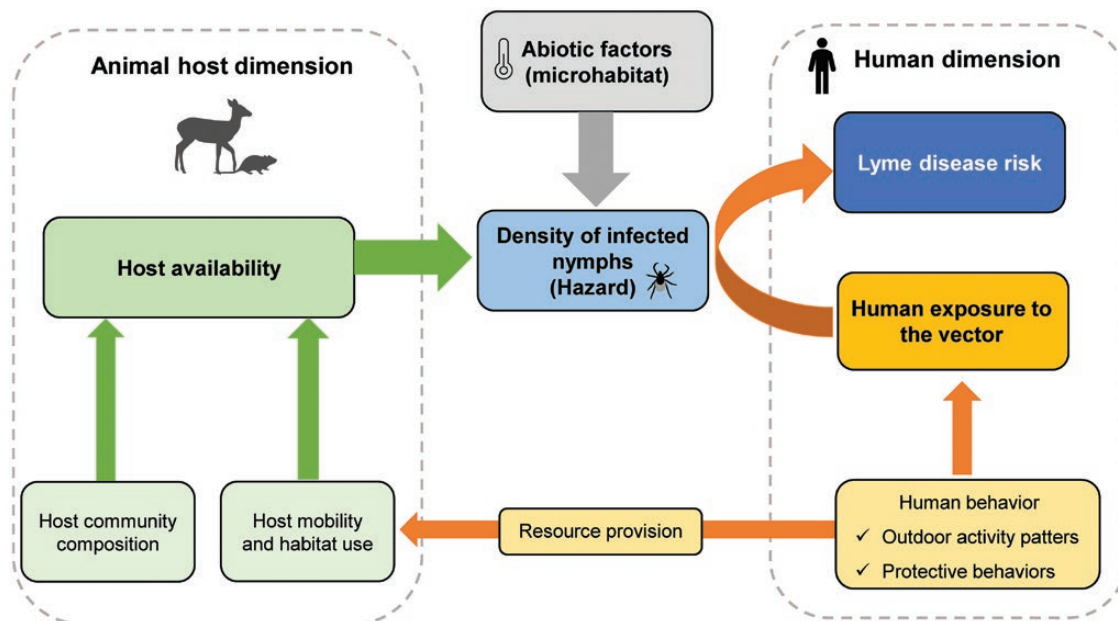 Animal host dimension
Abiotic factors
(microhabitat)
Human dimension
Lyme disease risk
Host availability
Density of infected
nymphs
(Hazard)
Human exposure to
the vector
Host community
composition
Host mobility
and habitat use
Resource provision
Human behavior
✓ Outdoor activity patters
✓ Protective behaviors